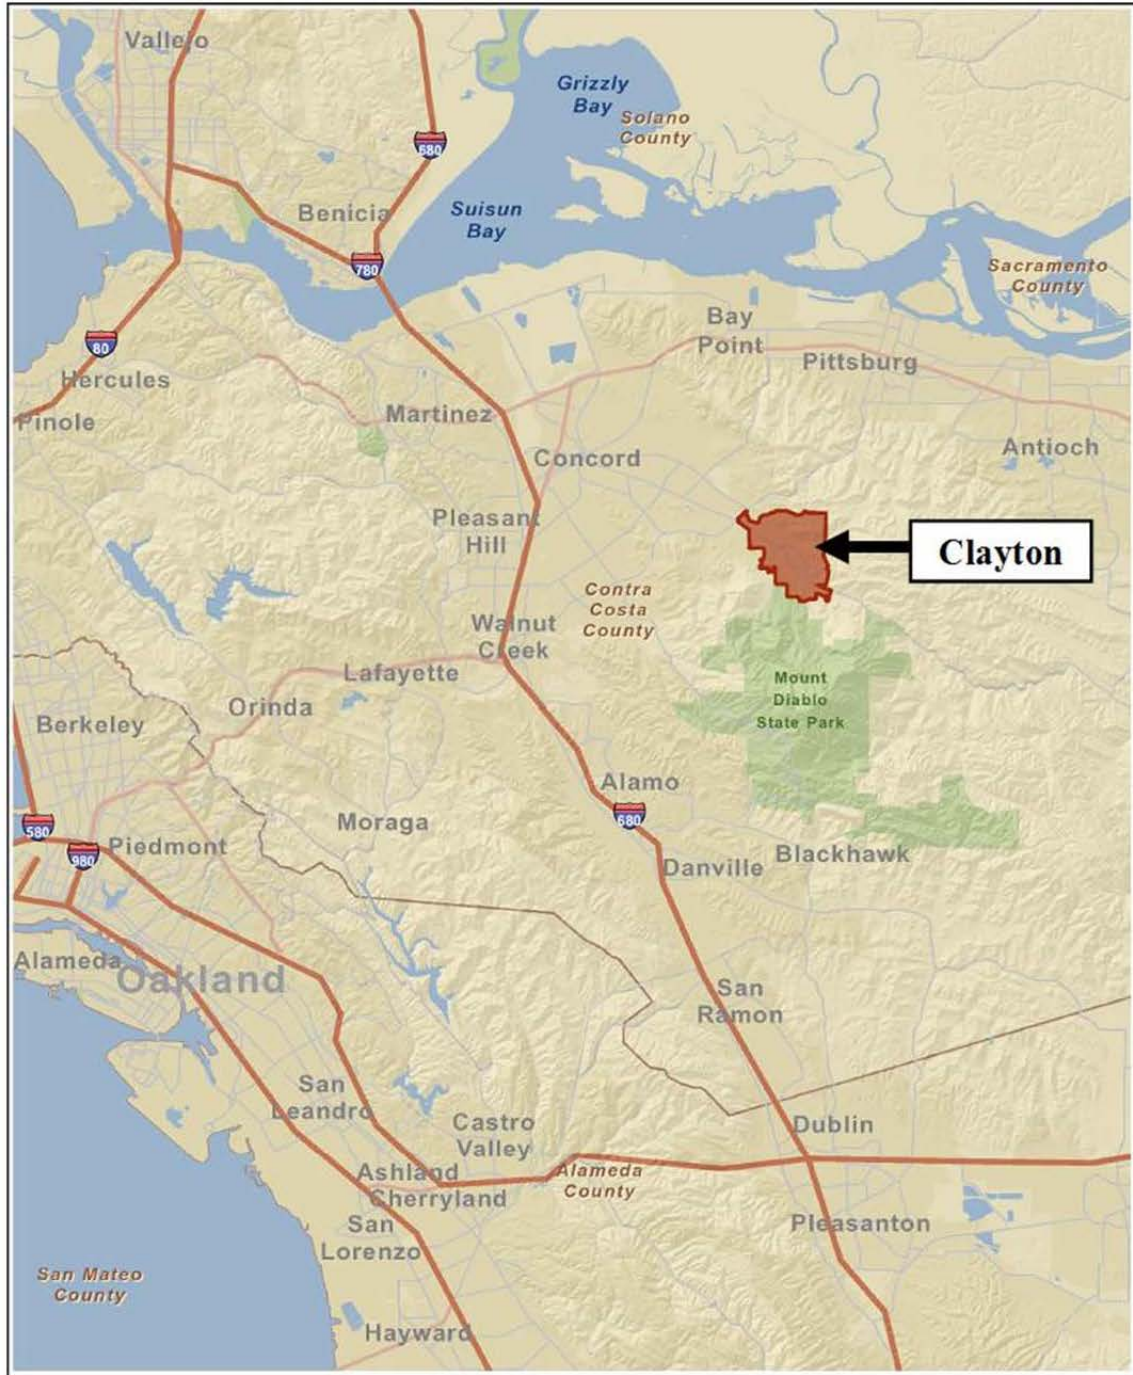 Vallejo
Grizzly
Bay
Solano
County
680
Benicia
Suisun
Bay
780
Sacramento
County
80
Bay
Point
Pittsburg
Hercules
Pinole
Martinez
Antioch
Concord
Pleasant
Hill
Clayton
Contra
Costa
County
Walnut
Creek
Lafayette
Mount
Diablo
State Park
Orinda
Berkeley
Alamo
680
Moraga
580
980
Piedmont
Blackhawk
Danville
Alameda
Oakland
San
Ramon
San
Leandro
Castro
Valley
Dublin
Ashland
Cherryland
Alameda
County
San
Lorenzo
Pleasanton
San Mateo
County
Hayward